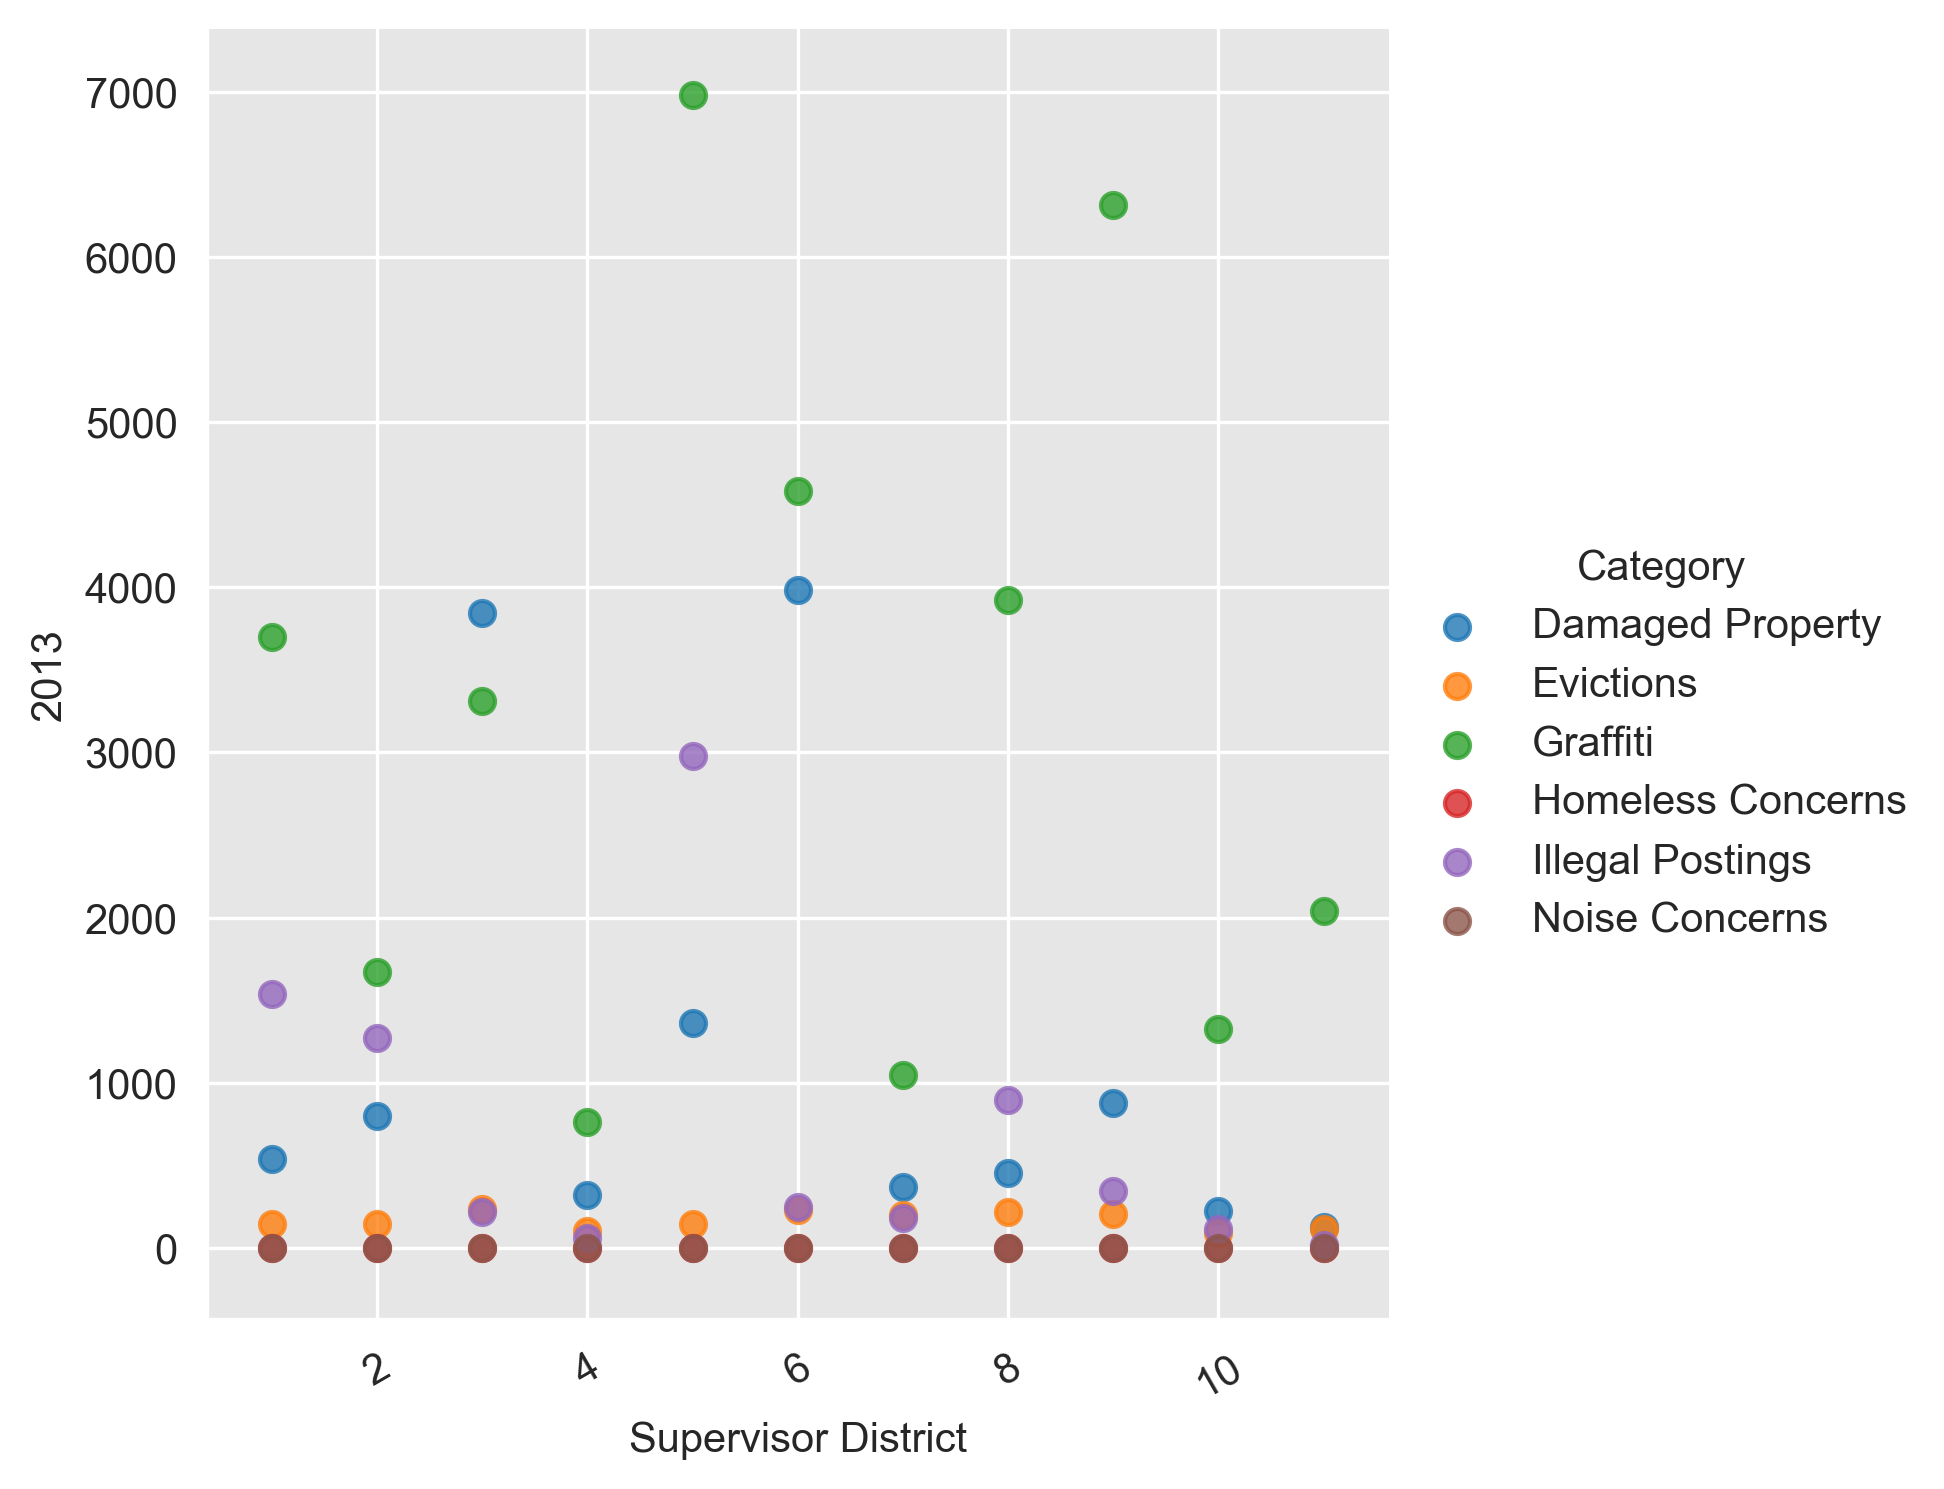 7000
6000
5000
4000
3000
2000
1000
0
2013
2
4
6
8
10
Supervisor District
Category
Damaged Property
Evictions
Graffiti
Homeless Concerns
Illegal Postings
Noise Concerns